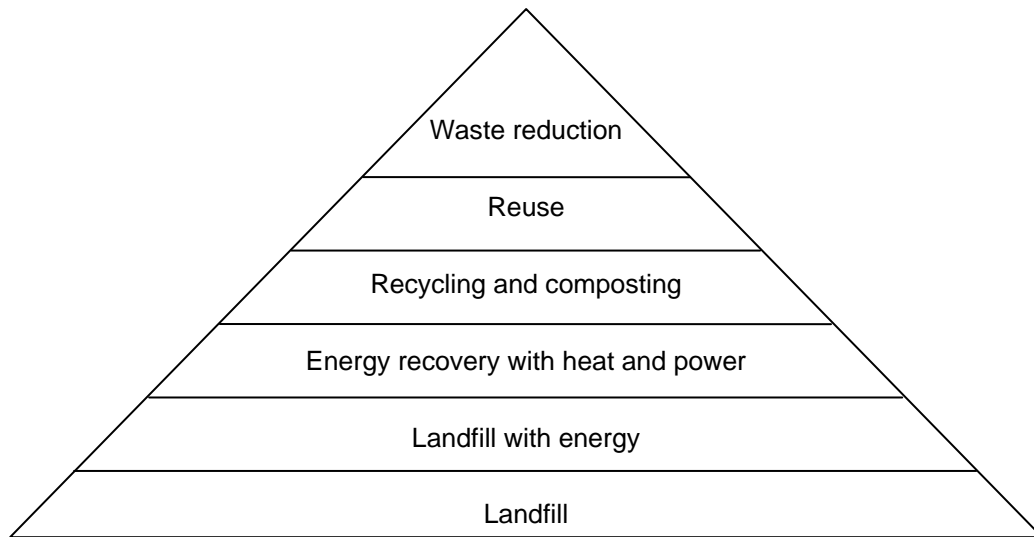 Waste reduction
Reuse
Recycling and composting
Energy recovery with heat and power
Landfill with energy
Landfill